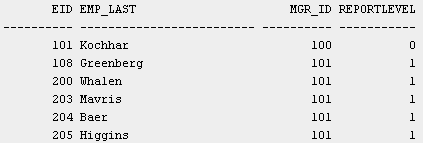 EID EMP_LAST MGR_ID REPORTLEVEL
---------- ------------------------- ---------- -----------
101 Kochhar 100 0
108 Greenberg 101 1
200 Whalen 101 1
203 Mavris 101 1
204 Baer 101 1
205 Higgins 101 1